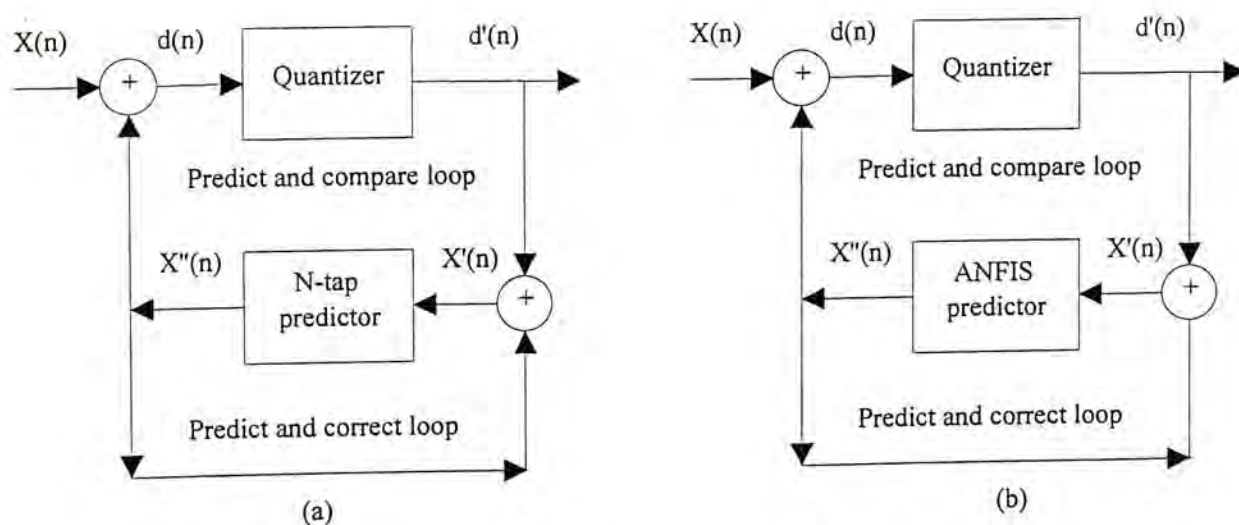 X(n)
+
d(n)
Quantizer
d'(n)
Predict and compare loop
X''(n)
N-tap
predictor
X'(n)
+
Predict and correct loop
(a)
X(n)
+
d(n)
Quantizer
d'(n)
Predict and compare loop
X''(n)
ANFIS
predictor
X'(n)
+
Predict and correct loop
(b)